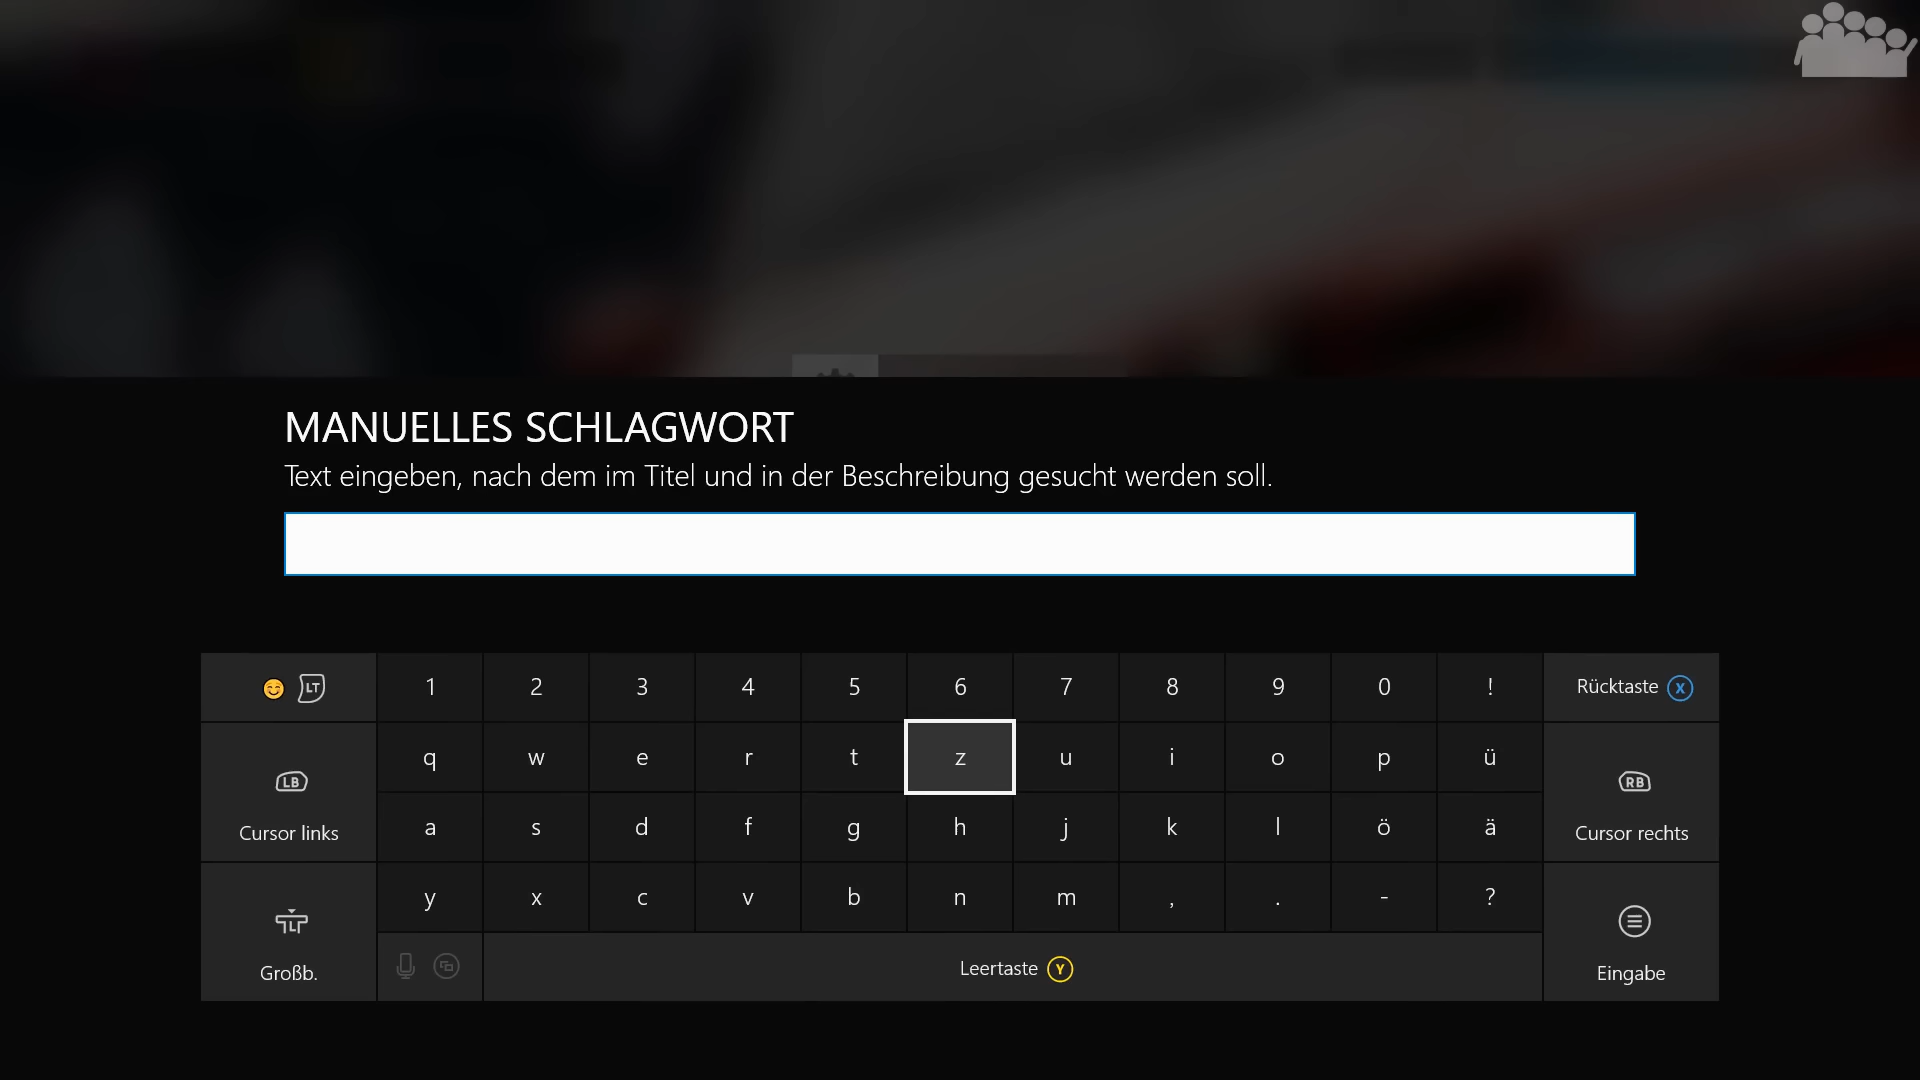 MANUELLES SCHLAGWORT
Text eingeben, nach dem im Titel und in der Beschreibung gesucht werden soll.
LT 1 2 3 4 5 6 7 8 9 0 ! Rücktaste X
q w e r t z u i o p ü
LB Cursor links
RB Cursor rechts
a s d f g h j k l ö ä
y x c v b n m , . - ?
L Großb.
Leertaste Y
Eingabe